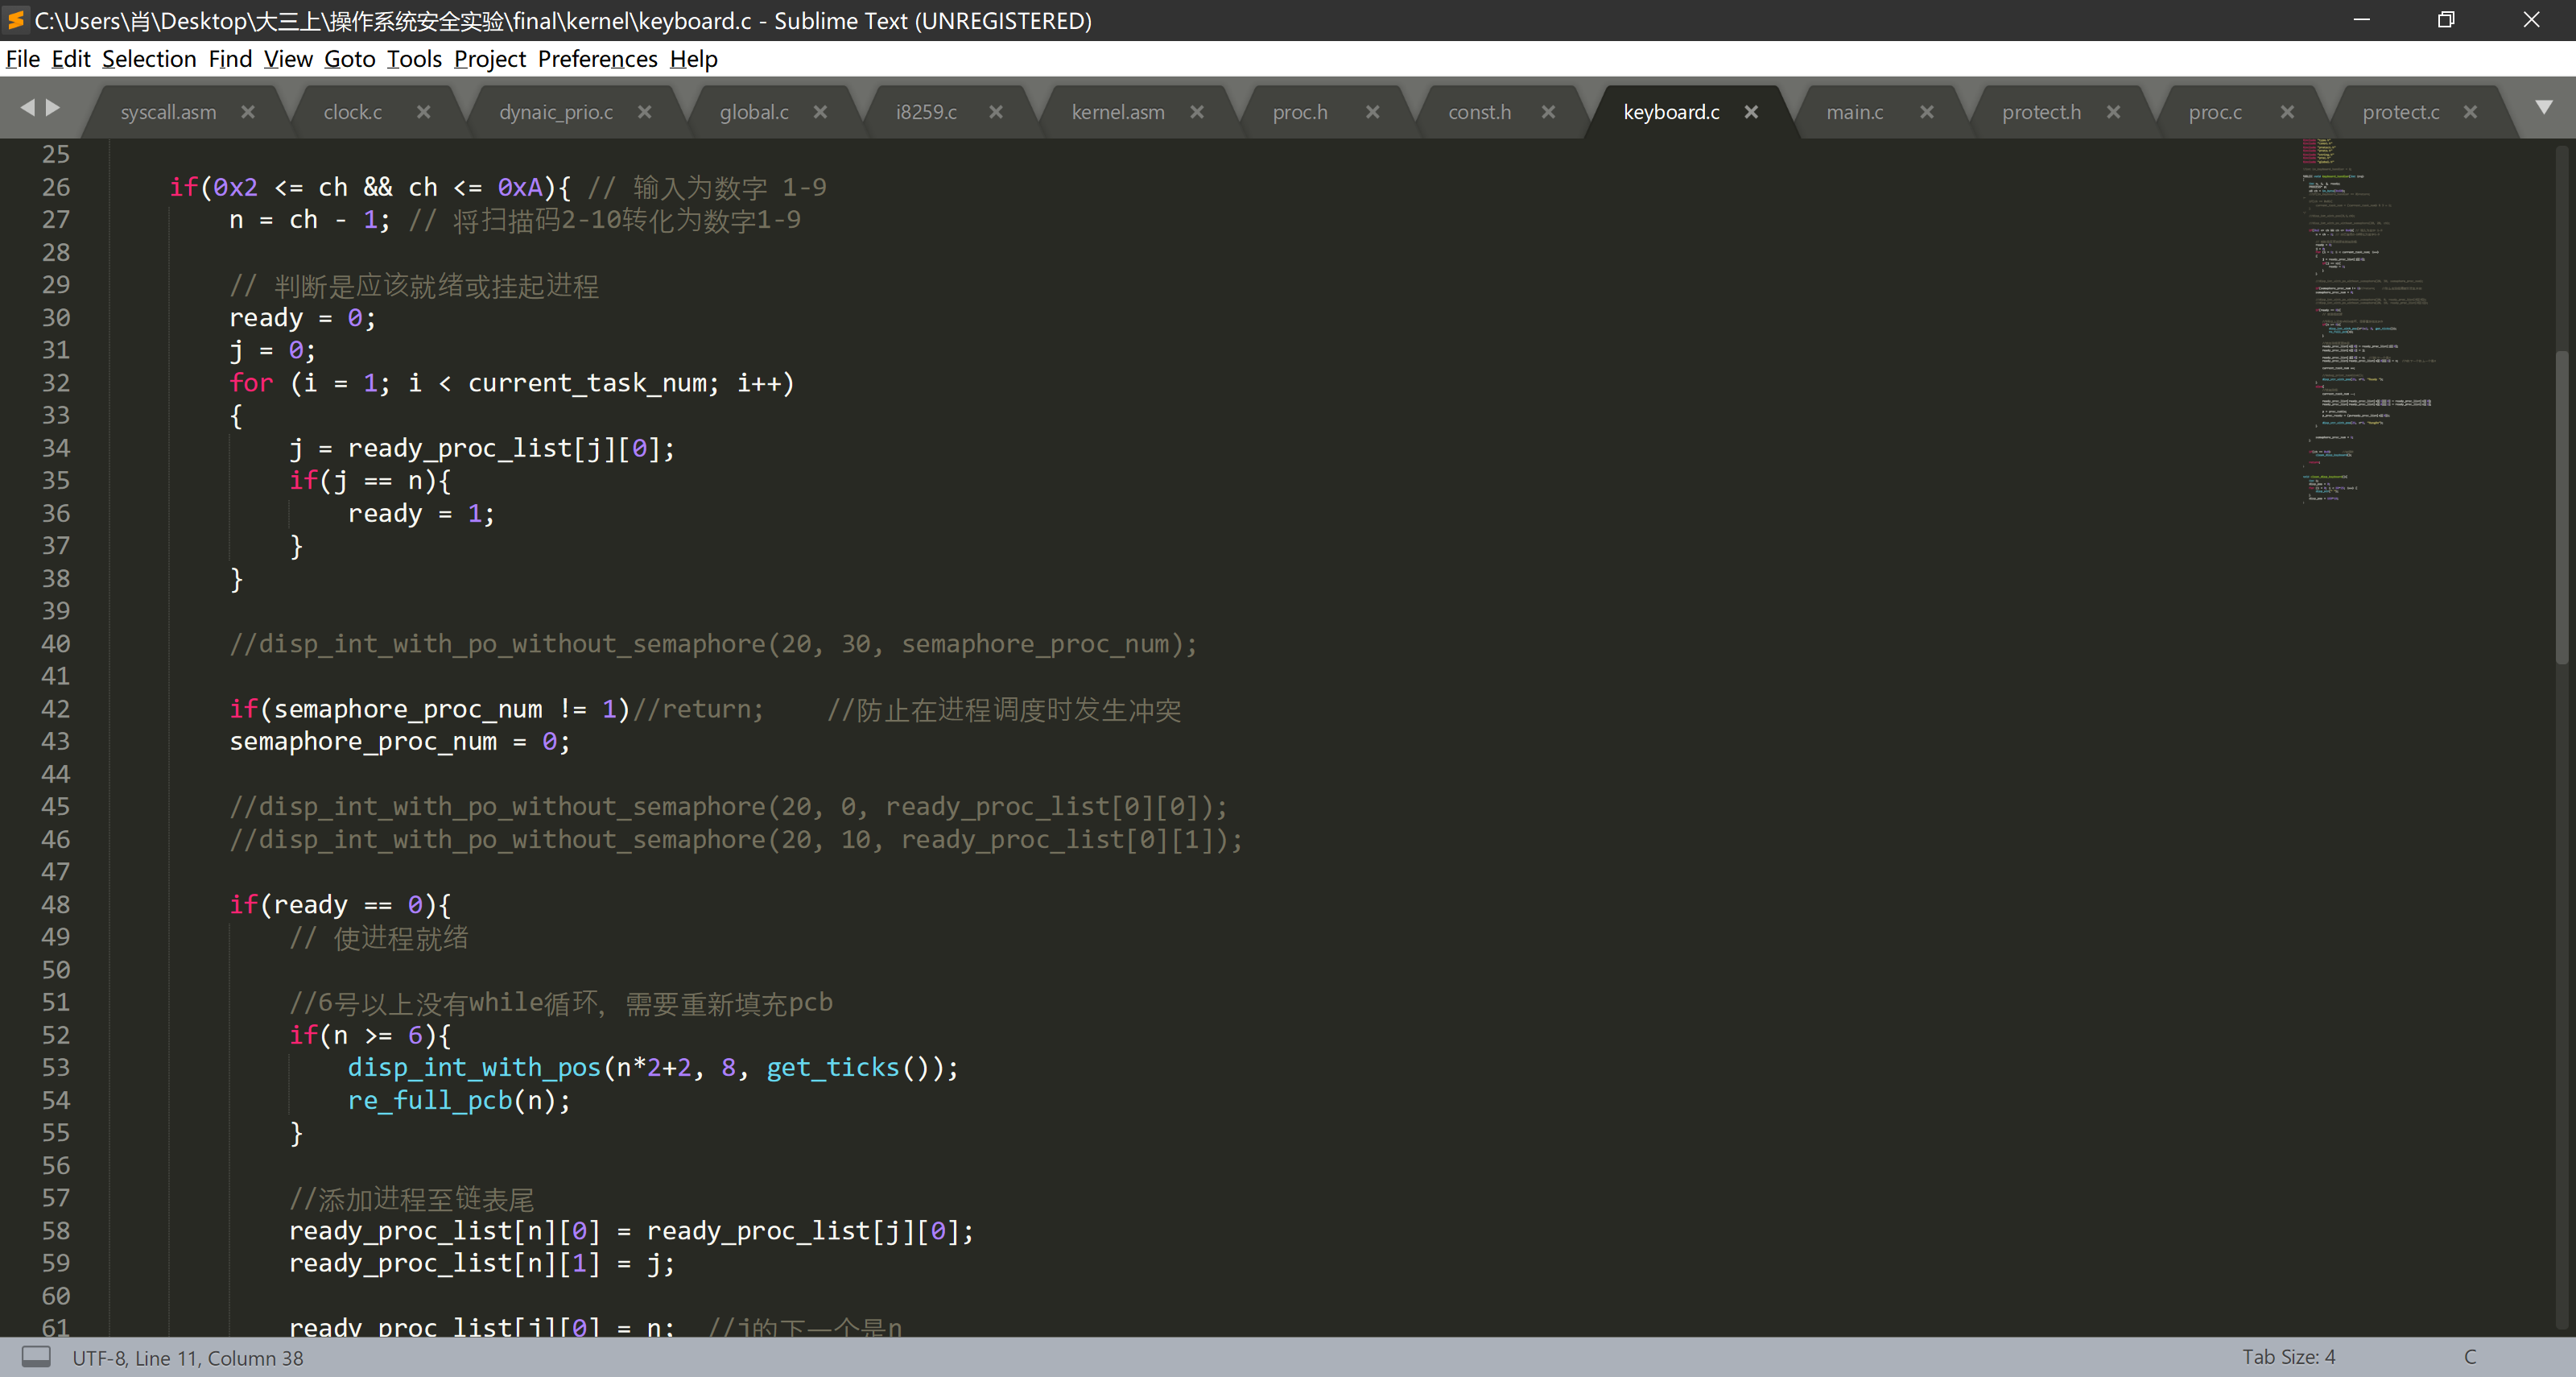 C:\Users\肖\Desktop\大三上\操作系统安全实验\final\kernel\keyboard.c - Sublime Text (UNREGISTERED)
File Edit Selection Find View Goto Tools Project Preferences Help
syscall.asm clock.c dynaic_prio.c global.c i8259.c kernel.asm proc.h const.h keyboard.c main.c protect.h proc.c protect.c
25
26 if(0x2 <= ch && ch <= 0xA){ // 输入为数字 1-9
27 n = ch - 1; // 将扫描码2-10转化为数字1-9
28
29 // 判断是应该就绪或挂起进程
30 ready = 0;
31 j = 0;
32 for (i = 1; i < current_task_num; i++)
33 {
34 j = ready_proc_list[j][0];
35 if(j == n){
36 ready = 1;
37 }
38 }
39
40 //disp_int_with_po_without_semaphore(20, 30, semaphore_proc_num);
41
42 if(semaphore_proc_num != 1)//return; //防止在进程调度时发生冲突
43 semaphore_proc_num = 0;
44
45 //disp_int_with_po_without_semaphore(20, 0, ready_proc_list[0][0]);
46 //disp_int_with_po_without_semaphore(20, 10, ready_proc_list[0][1]);
47
48 if(ready == 0){
49 // 使进程就绪
50
51 //6号以上没有while循环，需要重新填充pcb
52 if(n >= 6){
53 disp_int_with_pos(n*2+2, 8, get_ticks());
54 re_full_pcb(n);
55 }
56
57 //添加进程至链表尾
58 ready_proc_list[n][0] = ready_proc_list[j][0];
59 ready_proc_list[n][1] = j;
60
61 ready_proc_list[j][0] = n; //j的下一个是n
UTF-8, Line 11, Column 38
Tab Size: 4
C